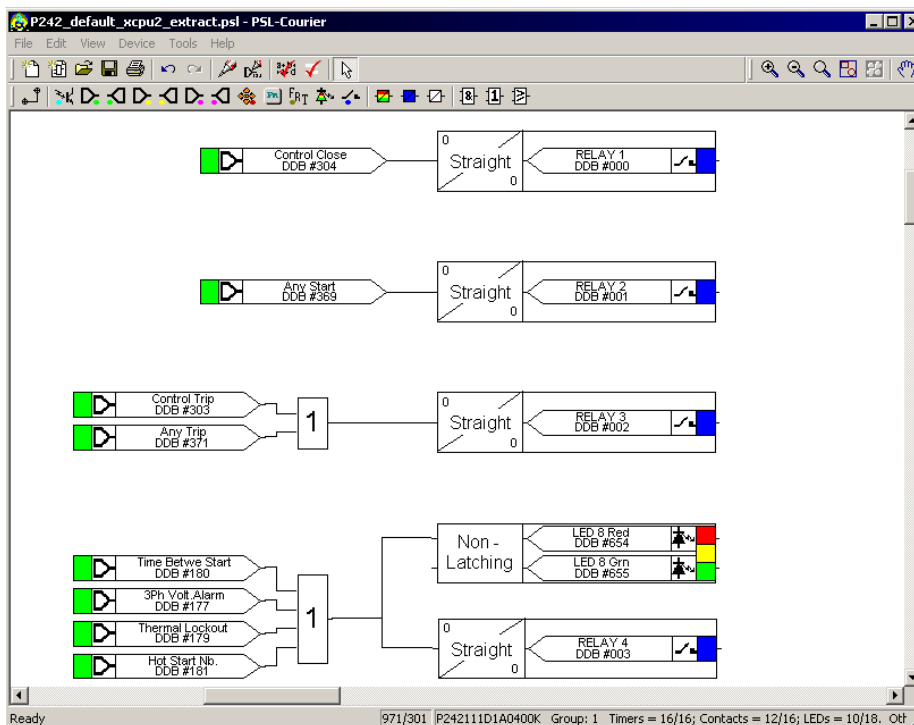 P242_default_xcpu2_extract.psl - PSL-Courier
File Edit View Device Tools Help
Control Close
DDB #304
0
Straight
0
RELAY 1
DDB #000
Any Start
DDB #369
0
Straight
0
RELAY 2
DDB #001
Control Trip
DDB #303
Any Trip
DDB #371
1
0
Straight
0
RELAY 3
DDB #002
Time Betwe Start
DDB #180
3Ph Volt.Alarm
DDB #177
Thermal Lockout
DDB #179
Hot Start Nb.
DDB #181
1
Non -
Latching
LED 8 Red
DDB #654
LED 8 Grn
DDB #655
0
Straight
0
RELAY 4
DDB #003
Ready 971/301 P242111D1A0400K Group: 1 Timers = 16/16; Contacts = 12/16; LEDs = 10/18. Oth